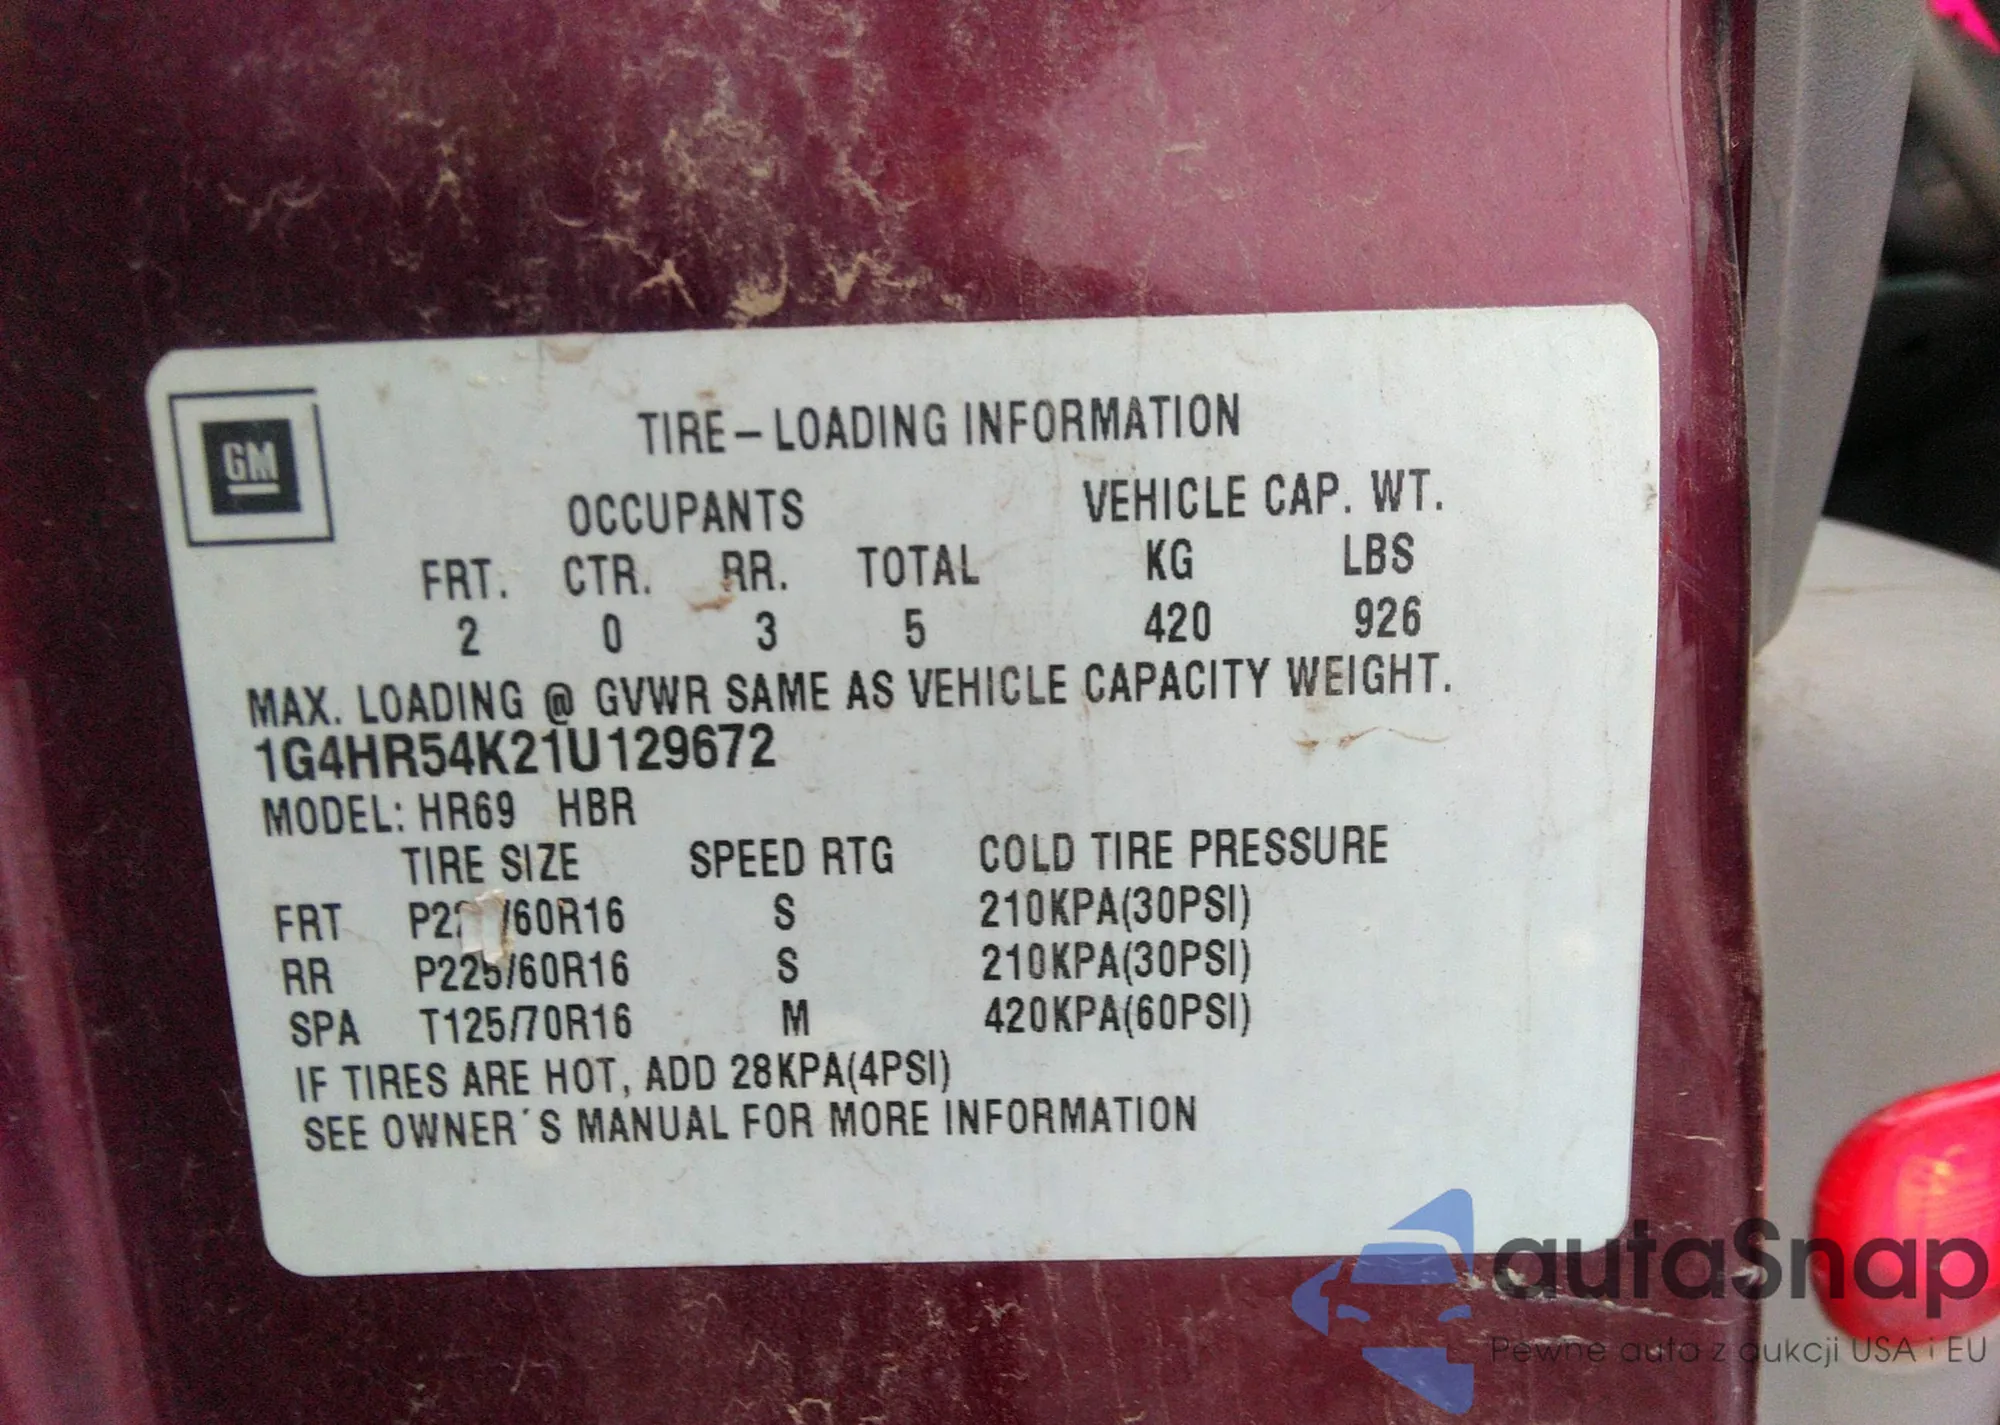 GM
TIRE-LOADING INFORMATION
OCCUPANTS VEHICLE CAP. WT.
FRT. CTR. RR. TOTAL KG LBS
2 0 3 5 420 926
MAX. LOADING @ GVWR SAME AS VEHICLE CAPACITY WEIGHT.
1G4HR54K21U129672
MODEL: HR69 HBR
TIRE SIZE SPEED RTG COLD TIRE PRESSURE
FRT S 210KPA(30PSI)
RR P225/60R16 S 210KPA(30PSI)
SPA T125/70R16 M 420KPA(60PSI)
IF TIRES ARE HOT, ADD 28KPA(4PSI)
SEE OWNER´S MANUAL FOR MORE INFORMATION
autaSnap
Pewne auta z aukcji USA i EU